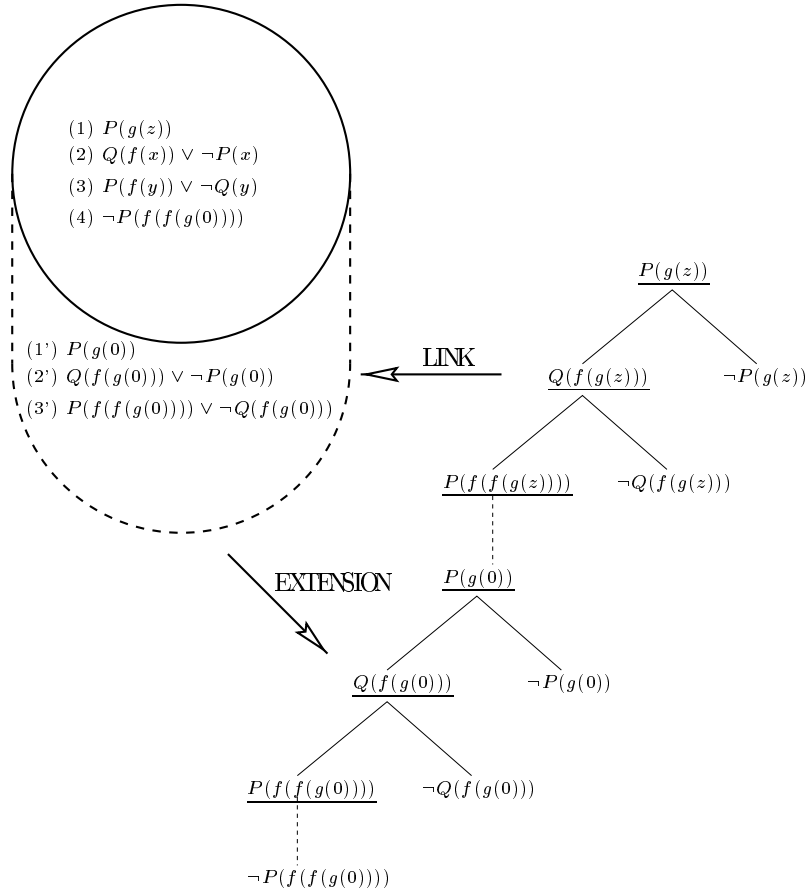 (1) P(g(z))
(2) Q(f(x)) ∨ ¬P(x)
(3) P(f(y)) ∨ ¬Q(y)
(4) ¬P(f(f(g(0))))
(1') P(g(0))
(2') Q(f(g(0))) ∨ ¬P(g(0))
(3') P(f(f(g(0)))) ∨ ¬Q(f(g(0)))
LINK
EXTENSION
P(g(z))
Q(f(g(z))) ¬P(g(z))
P(f(f(g(z)))) ¬Q(f(g(z)))
P(g(0))
Q(f(g(0))) ¬P(g(0))
P(f(f(g(0)))) ¬Q(f(g(0)))
¬P(f(f(g(0))))